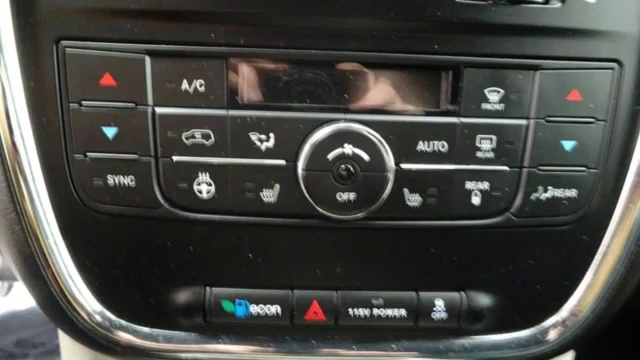 A/C
FRONT
AUTO
REAR
SYNC
OFF
REAR
REAR
econ
115V POWER
OFF